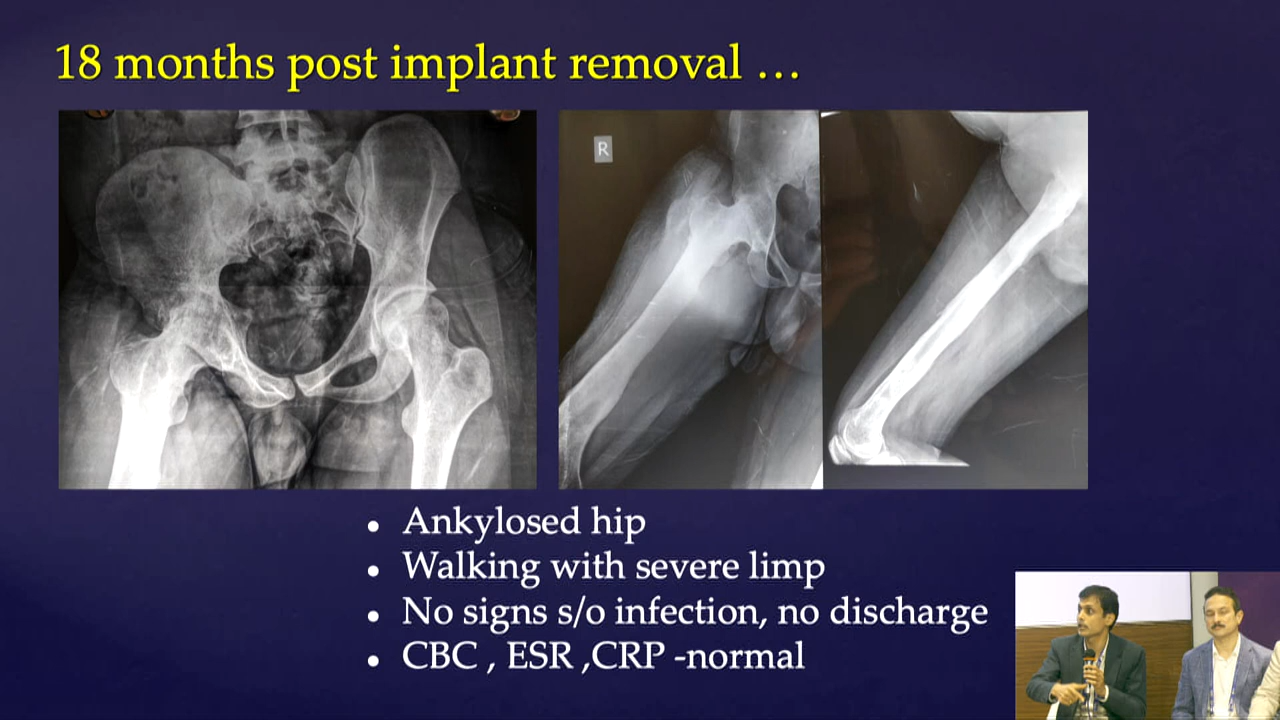 18 months post implant removal ...
R
• Ankylosed hip
• Walking with severe limp
• No signs s/o infection, no discharge
• CBC , ESR ,CRP -normal